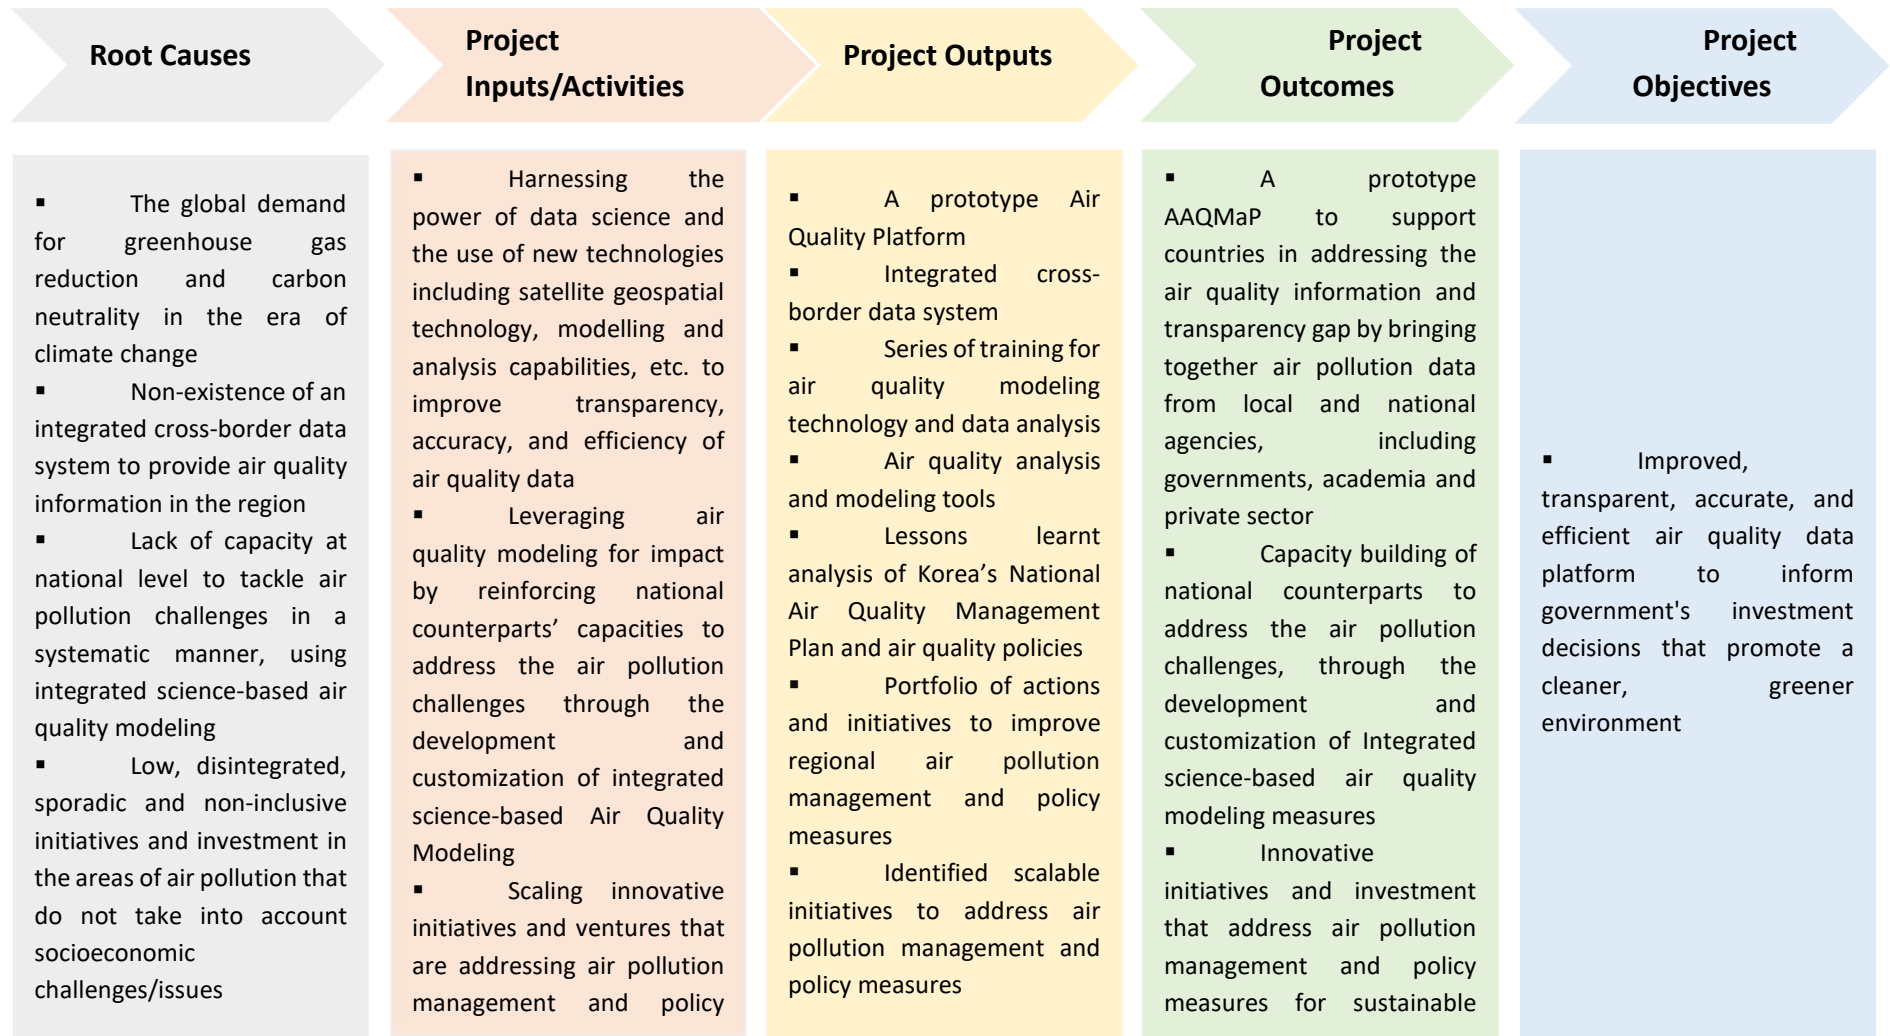 Root Causes
Project
Inputs/Activities
Project Outputs
Project
Outcomes
Project
Objectives
▪ The global demand
for greenhouse gas
reduction and carbon
neutrality in the era of
climate change
▪ Non-existence of an
integrated cross-border data
system to provide air quality
information in the region
▪ Lack of capacity at
national level to tackle air
pollution challenges in a
systematic manner, using
integrated science-based air
quality modeling
▪ Low, disintegrated,
sporadic and non-inclusive
initiatives and investment in
the areas of air pollution that
do not take into account
socioeconomic
challenges/issues
▪ Harnessing the
power of data science and
the use of new technologies
including satellite geospatial
technology, modelling and
analysis capabilities, etc. to
improve transparency,
accuracy, and efficiency of
air quality data
▪ Leveraging air
quality modeling for impact
by reinforcing national
counterparts’ capacities to
address the air pollution
challenges through the
development and
customization of integrated
science-based Air Quality
Modeling
▪ Scaling innovative
initiatives and ventures that
are addressing air pollution
management and policy
▪ A prototype Air
Quality Platform
▪ Integrated cross-
border data system
▪ Series of training for
air quality modeling
technology and data analysis
▪ Air quality analysis
and modeling tools
▪ Lessons learnt
analysis of Korea’s National
Air Quality Management
Plan and air quality policies
▪ Portfolio of actions
and initiatives to improve
regional air pollution
management and policy
measures
▪ Identified scalable
initiatives to address air
pollution management and
policy measures
▪ A prototype
AAQMaP to support
countries in addressing the
air quality information and
transparency gap by bringing
together air pollution data
from local and national
agencies, including
governments, academia and
private sector
▪ Capacity building of
national counterparts to
address the air pollution
challenges, through the
development and
customization of Integrated
science-based air quality
modeling measures
▪ Innovative
initiatives and investment
that address air pollution
management and policy
measures for sustainable
▪ Improved,
transparent, accurate, and
efficient air quality data
platform to inform
government's investment
decisions that promote a
cleaner, greener
environment